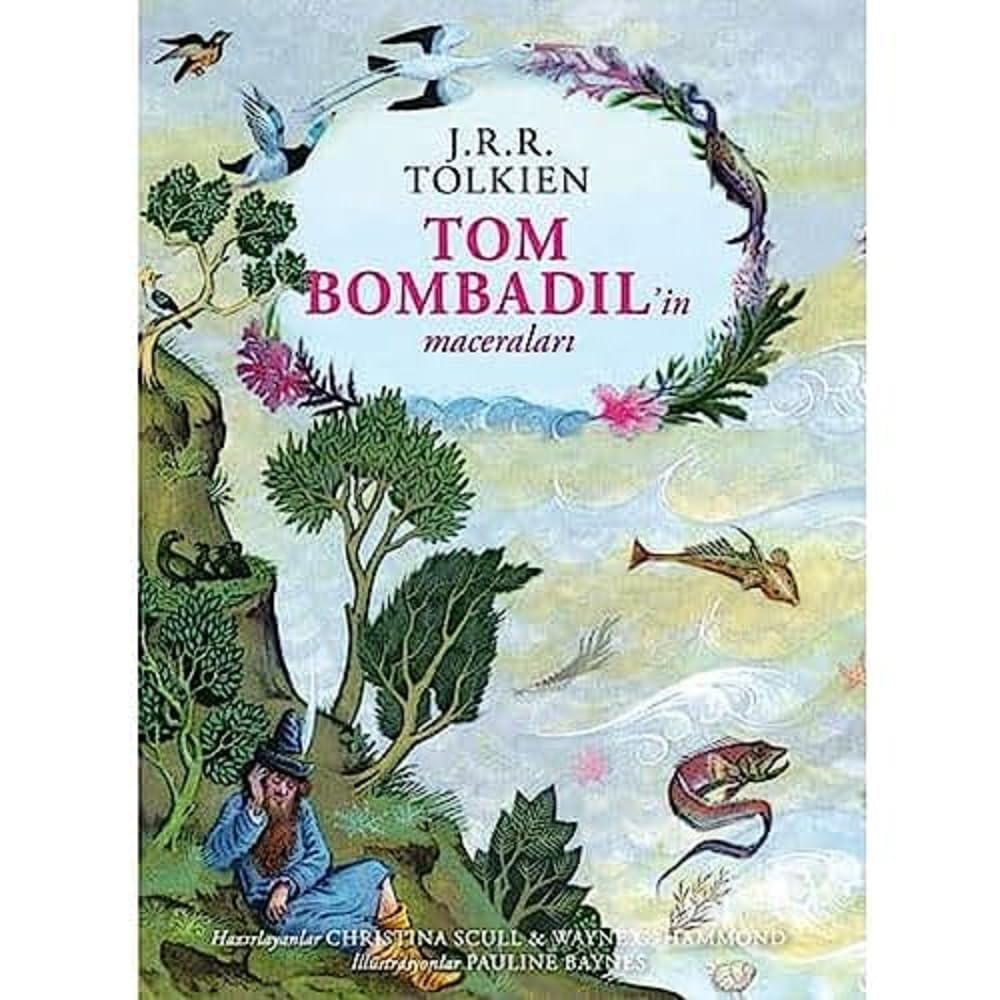 J.R.R.
TOLKIEN
TOM
BOMBADIL'in
maceraları
Hazırlayanlar CHRISTINA SCULL & WAYNE G. HAMMOND
İllüstrasyonlar PAULINE BAYNES